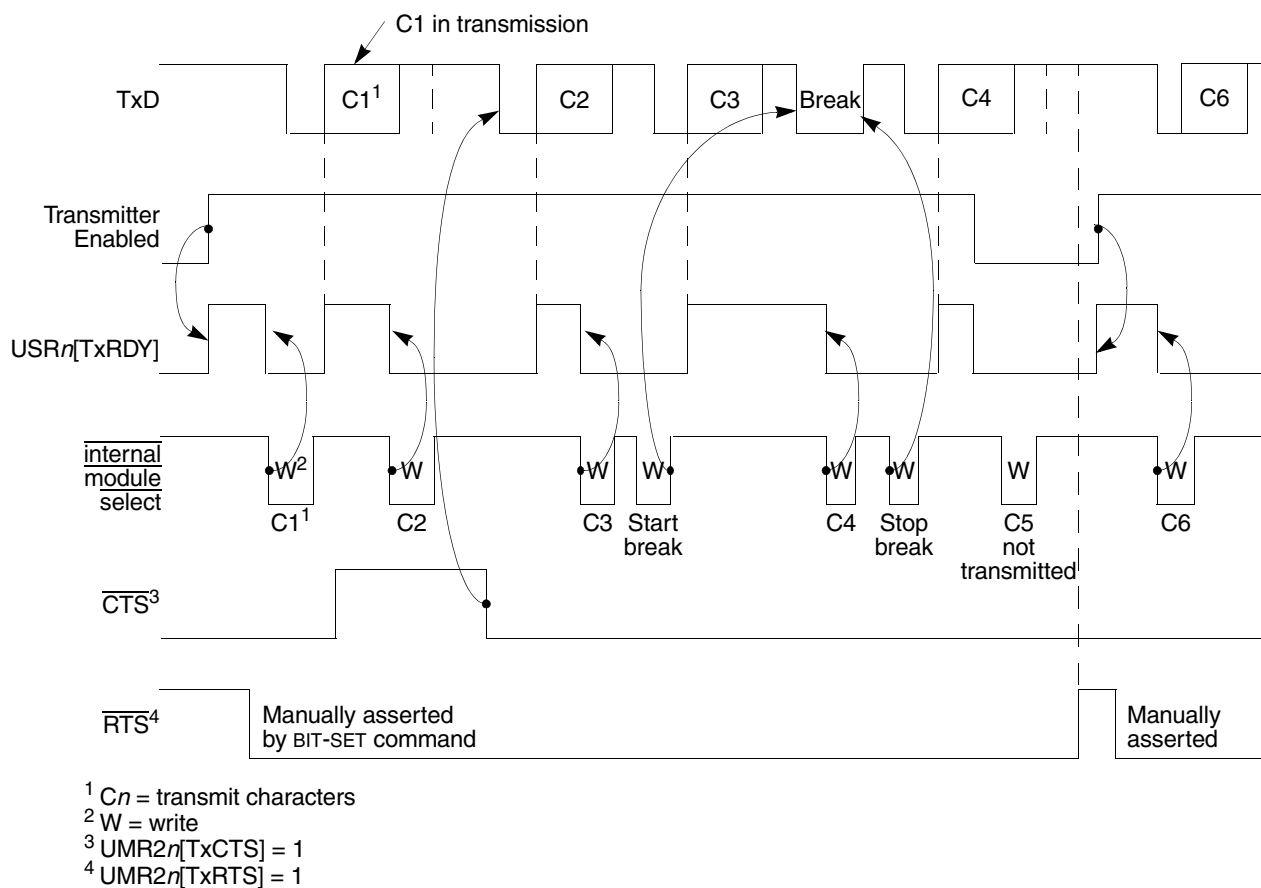 C1 in transmission
TxD
C1¹
C2
C3
Break
C4
C6
Transmitter
Enabled
USRn[TxRDY]
internal
module
select
W²
W
W
W
W
W
W
W
C1¹
C2
C3
Start
break
C4
Stop
break
C5
not
transmitted
C6
CTS³
RTS⁴
Manually asserted
by BIT-SET command
Manually
asserted
¹ Cn = transmit characters
² W = write
³ UMR2n[TxCTS] = 1
⁴ UMR2n[TxRTS] = 1